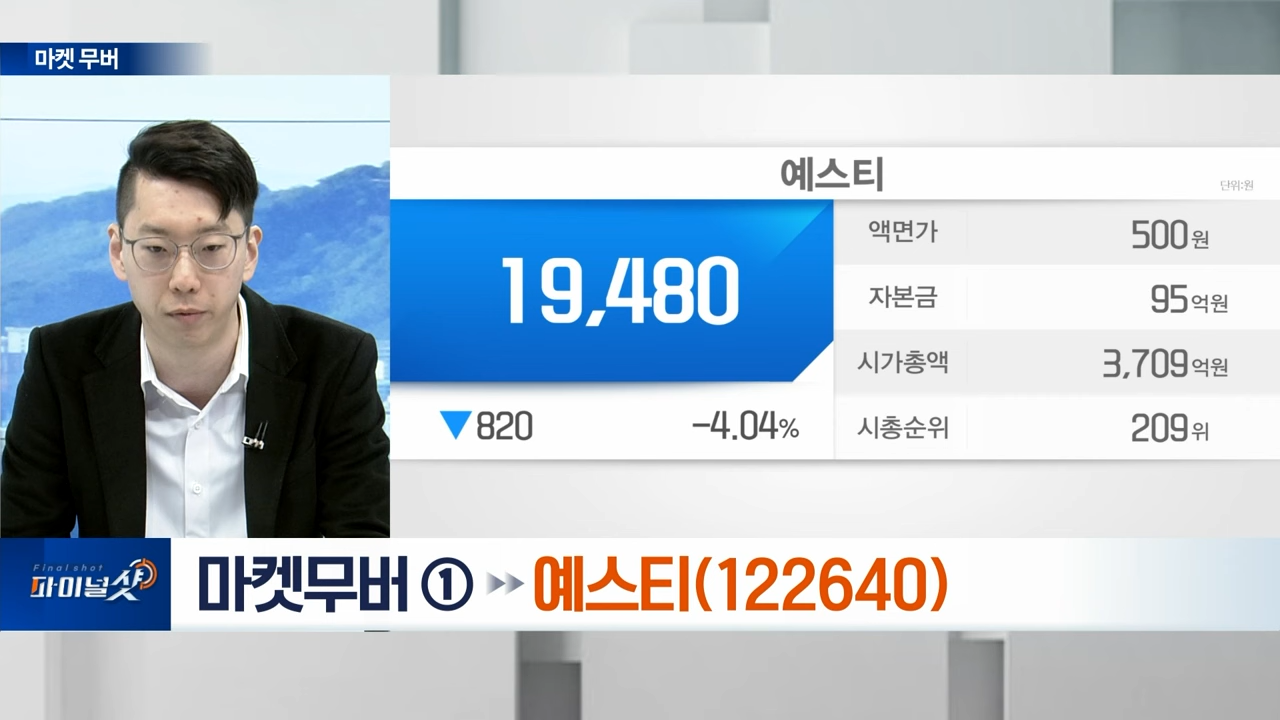 마켓 무버
예스티
단위:원
19,480
▼820 -4.04%
액면가 500원
자본금 95억원
시가총액 3,709억원
시총순위 209위
Final shot
파이널샷
마켓무버 ① 예스티(122640)